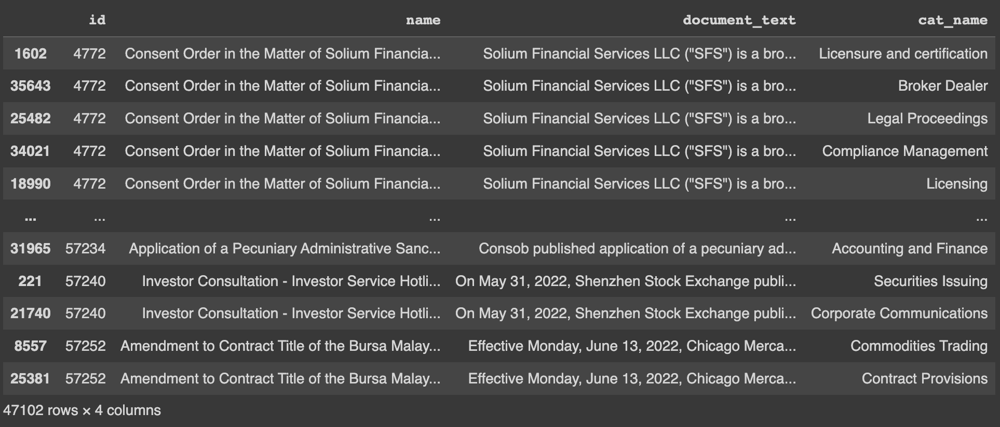 id name document_text cat_name
1602 4772 Consent Order in the Matter of Solium Financia... Solium Financial Services LLC ("SFS") is a bro... Licensure and certification
35643 4772 Consent Order in the Matter of Solium Financia... Solium Financial Services LLC ("SFS") is a bro... Broker Dealer
25482 4772 Consent Order in the Matter of Solium Financia... Solium Financial Services LLC ("SFS") is a bro... Legal Proceedings
34021 4772 Consent Order in the Matter of Solium Financia... Solium Financial Services LLC ("SFS") is a bro... Compliance Management
18990 4772 Consent Order in the Matter of Solium Financia... Solium Financial Services LLC ("SFS") is a bro... Licensing
... ... ... ... ...
31965 57234 Application of a Pecuniary Administrative Sanc... Consob published application of a pecuniary ad... Accounting and Finance
221 57240 Investor Consultation - Investor Service Hotli... On May 31, 2022, Shenzhen Stock Exchange publi... Securities Issuing
21740 57240 Investor Consultation - Investor Service Hotli... On May 31, 2022, Shenzhen Stock Exchange publi... Corporate Communications
8557 57252 Amendment to Contract Title of the Bursa Malay... Effective Monday, June 13, 2022, Chicago Merca... Commodities Trading
25381 57252 Amendment to Contract Title of the Bursa Malay... Effective Monday, June 13, 2022, Chicago Merca... Contract Provisions
47102 rows × 4 columns